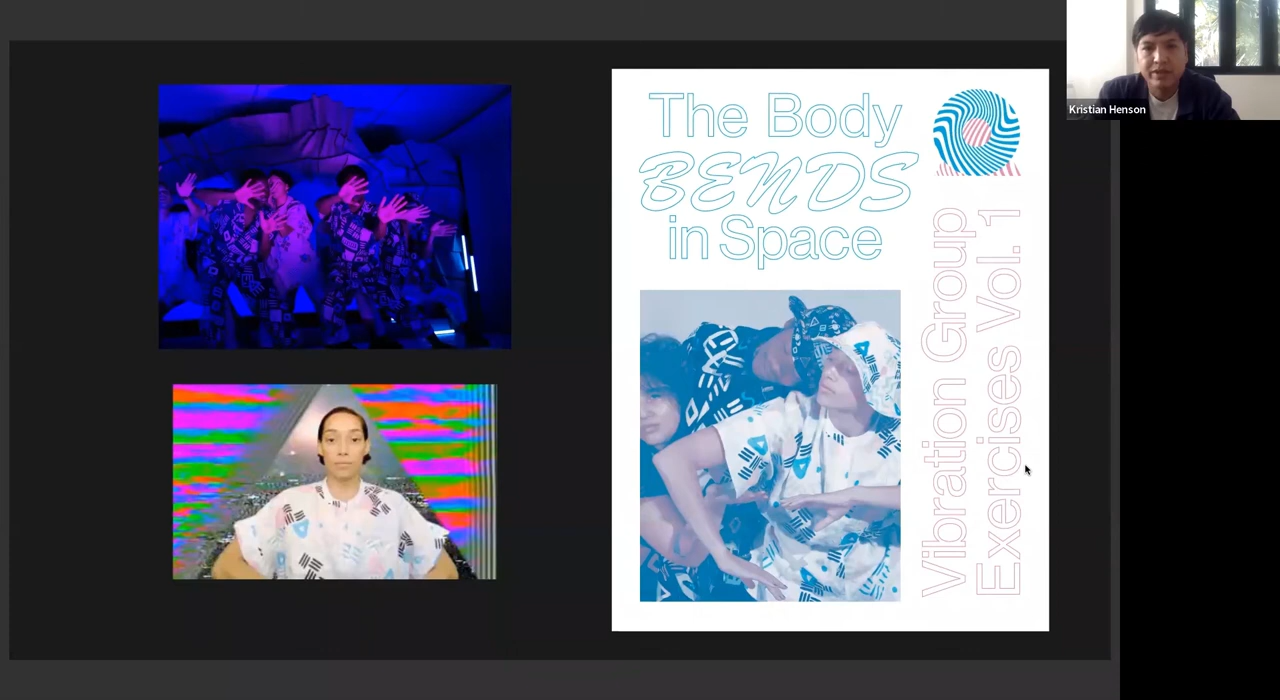 The Body
BENDS
in Space
Vibration Group
Exercises Vol. 1
Kristian Henson